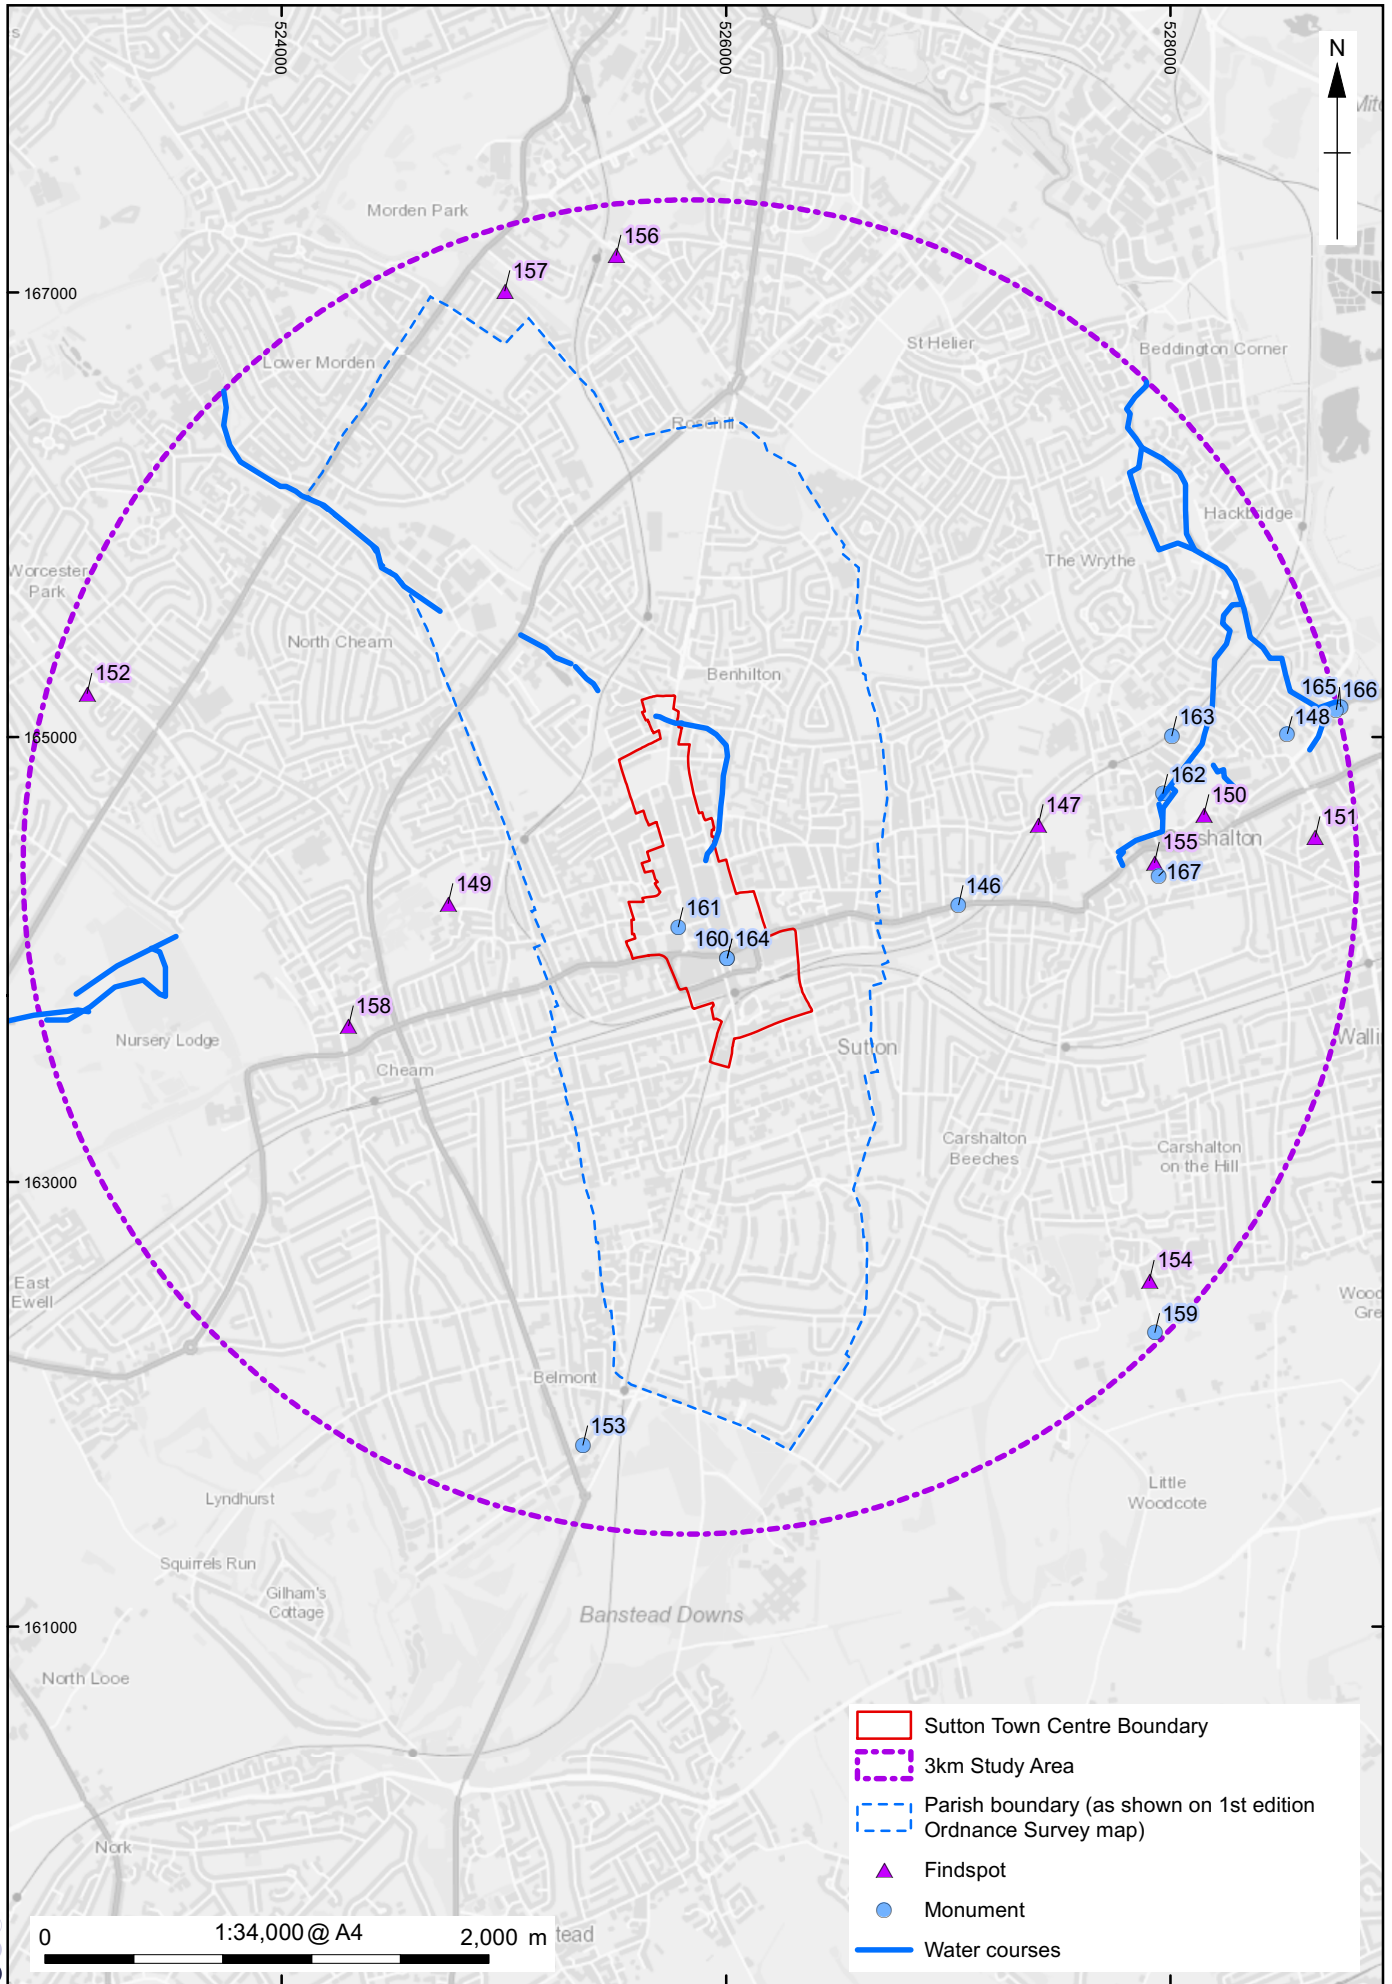 524000
526000
528000
N
Morden Park
156
157
167000
St Helier
Beddington Corner
Lower Morden
Rosehill
Hackbridge
The Wrythe
Worcester
Park
North Cheam
Benhilton
152
165
166
163
148
165000
162
150
147
151
Carshalton
155
167
149
146
161
160
164
158
Nursery Lodge
Sutton
Cheam
Carshalton
Beeches
Carshalton
on the Hill
163000
154
East
Ewell
159
Belmont
153
Little
Woodcote
Lyndhurst
Squirrels Run
Gilham's
Cottage
Banstead Downs
161000
North Looe
Nork
Sutton Town Centre Boundary
3km Study Area
Parish boundary (as shown on 1st edition
Ordnance Survey map)
Findspot
Monument
Water courses
0
1:34,000 @ A4
2,000 m
tead